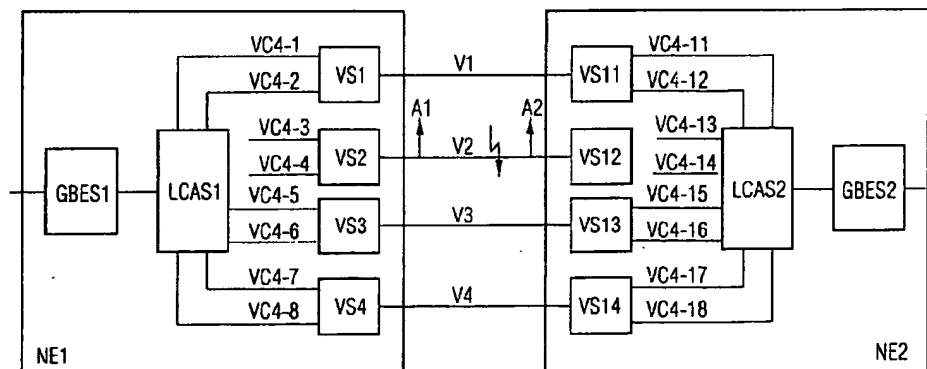 VC4-1
VC4-2
VS1
V1
VS11
VC4-11
VC4-12
A1
A2
VC4-3
VC4-4
VS2
V2
VS12
VC4-13
VC4-14
GBES1
LCAS1
LCAS2
GBES2
VC4-5
VC4-6
VS3
V3
VS13
VC4-15
VC4-16
VC4-7
VC4-8
VS4
V4
VS14
VC4-17
VC4-18
NE1
NE2